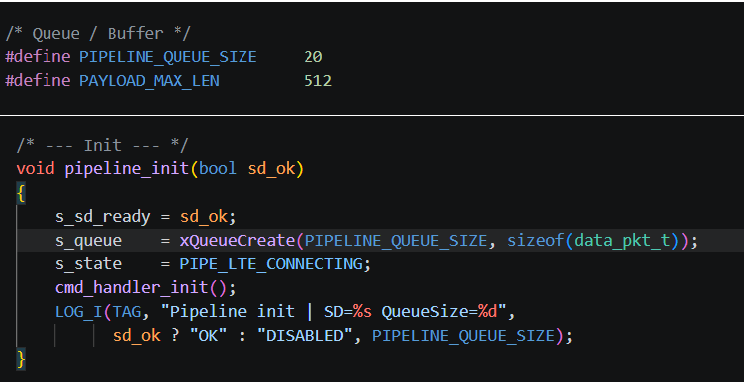 /* Queue / Buffer */
#define PIPELINE_QUEUE_SIZE     20
#define PAYLOAD_MAX_LEN         512
/* --- Init --- */
void pipeline_init(bool sd_ok)
{
    s_sd_ready = sd_ok;
    s_queue    = xQueueCreate(PIPELINE_QUEUE_SIZE, sizeof(data_pkt_t));
    s_state    = PIPE_LTE_CONNECTING;
    cmd_handler_init();
    LOG_I(TAG, "Pipeline init | SD=%s QueueSize=%d",
          sd_ok ? "OK" : "DISABLED", PIPELINE_QUEUE_SIZE);
}